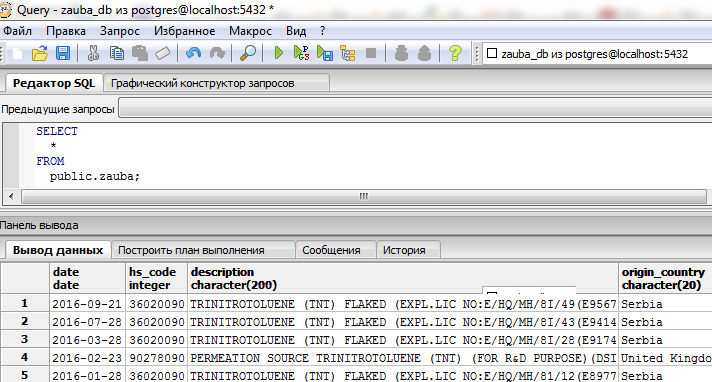 Query - zauba_db из postgres@localhost:5432 *
Файл Правка Запрос Избранное Макрос Вид ?
zauba_db из postgres@localhost:5432
Редактор SQL Графический конструктор запросов
Предыдущие запросы
SELECT
*
FROM
public.zauba;
Панель вывода
Вывод данных Построить план выполнения Сообщения История
date hs_code description origin_country
date integer character(200) character(20)
1 2016-09-21 36020090 TRINITROTOLUENE (TNT) FLAKED (EXPL.LIC NO:E/HQ/MH/8I/49(E9567 Serbia
2 2016-07-28 36020090 TRINITROTOLUENE (TNT) FLAKED (EXPL.LIC NO:E/HQ/MH/8I/43(E9414 Serbia
3 2016-03-28 36020090 TRINITROTOLUENE (TNT) FLAKED (EXPL.LIC NO:E/HQ/MH/8I/28(E9174 Serbia
4 2016-02-23 90278090 PERMEATION SOURCE TRINITROTOLUENE (TNT) (FOR R&D PURPOSE)(DSI United Kingdo
5 2016-01-28 36020090 TRINITROTOLUENE (TNT) FLAKED (EXPL.LIC NO:E/HQ/MH/81/12(E8977 Serbia